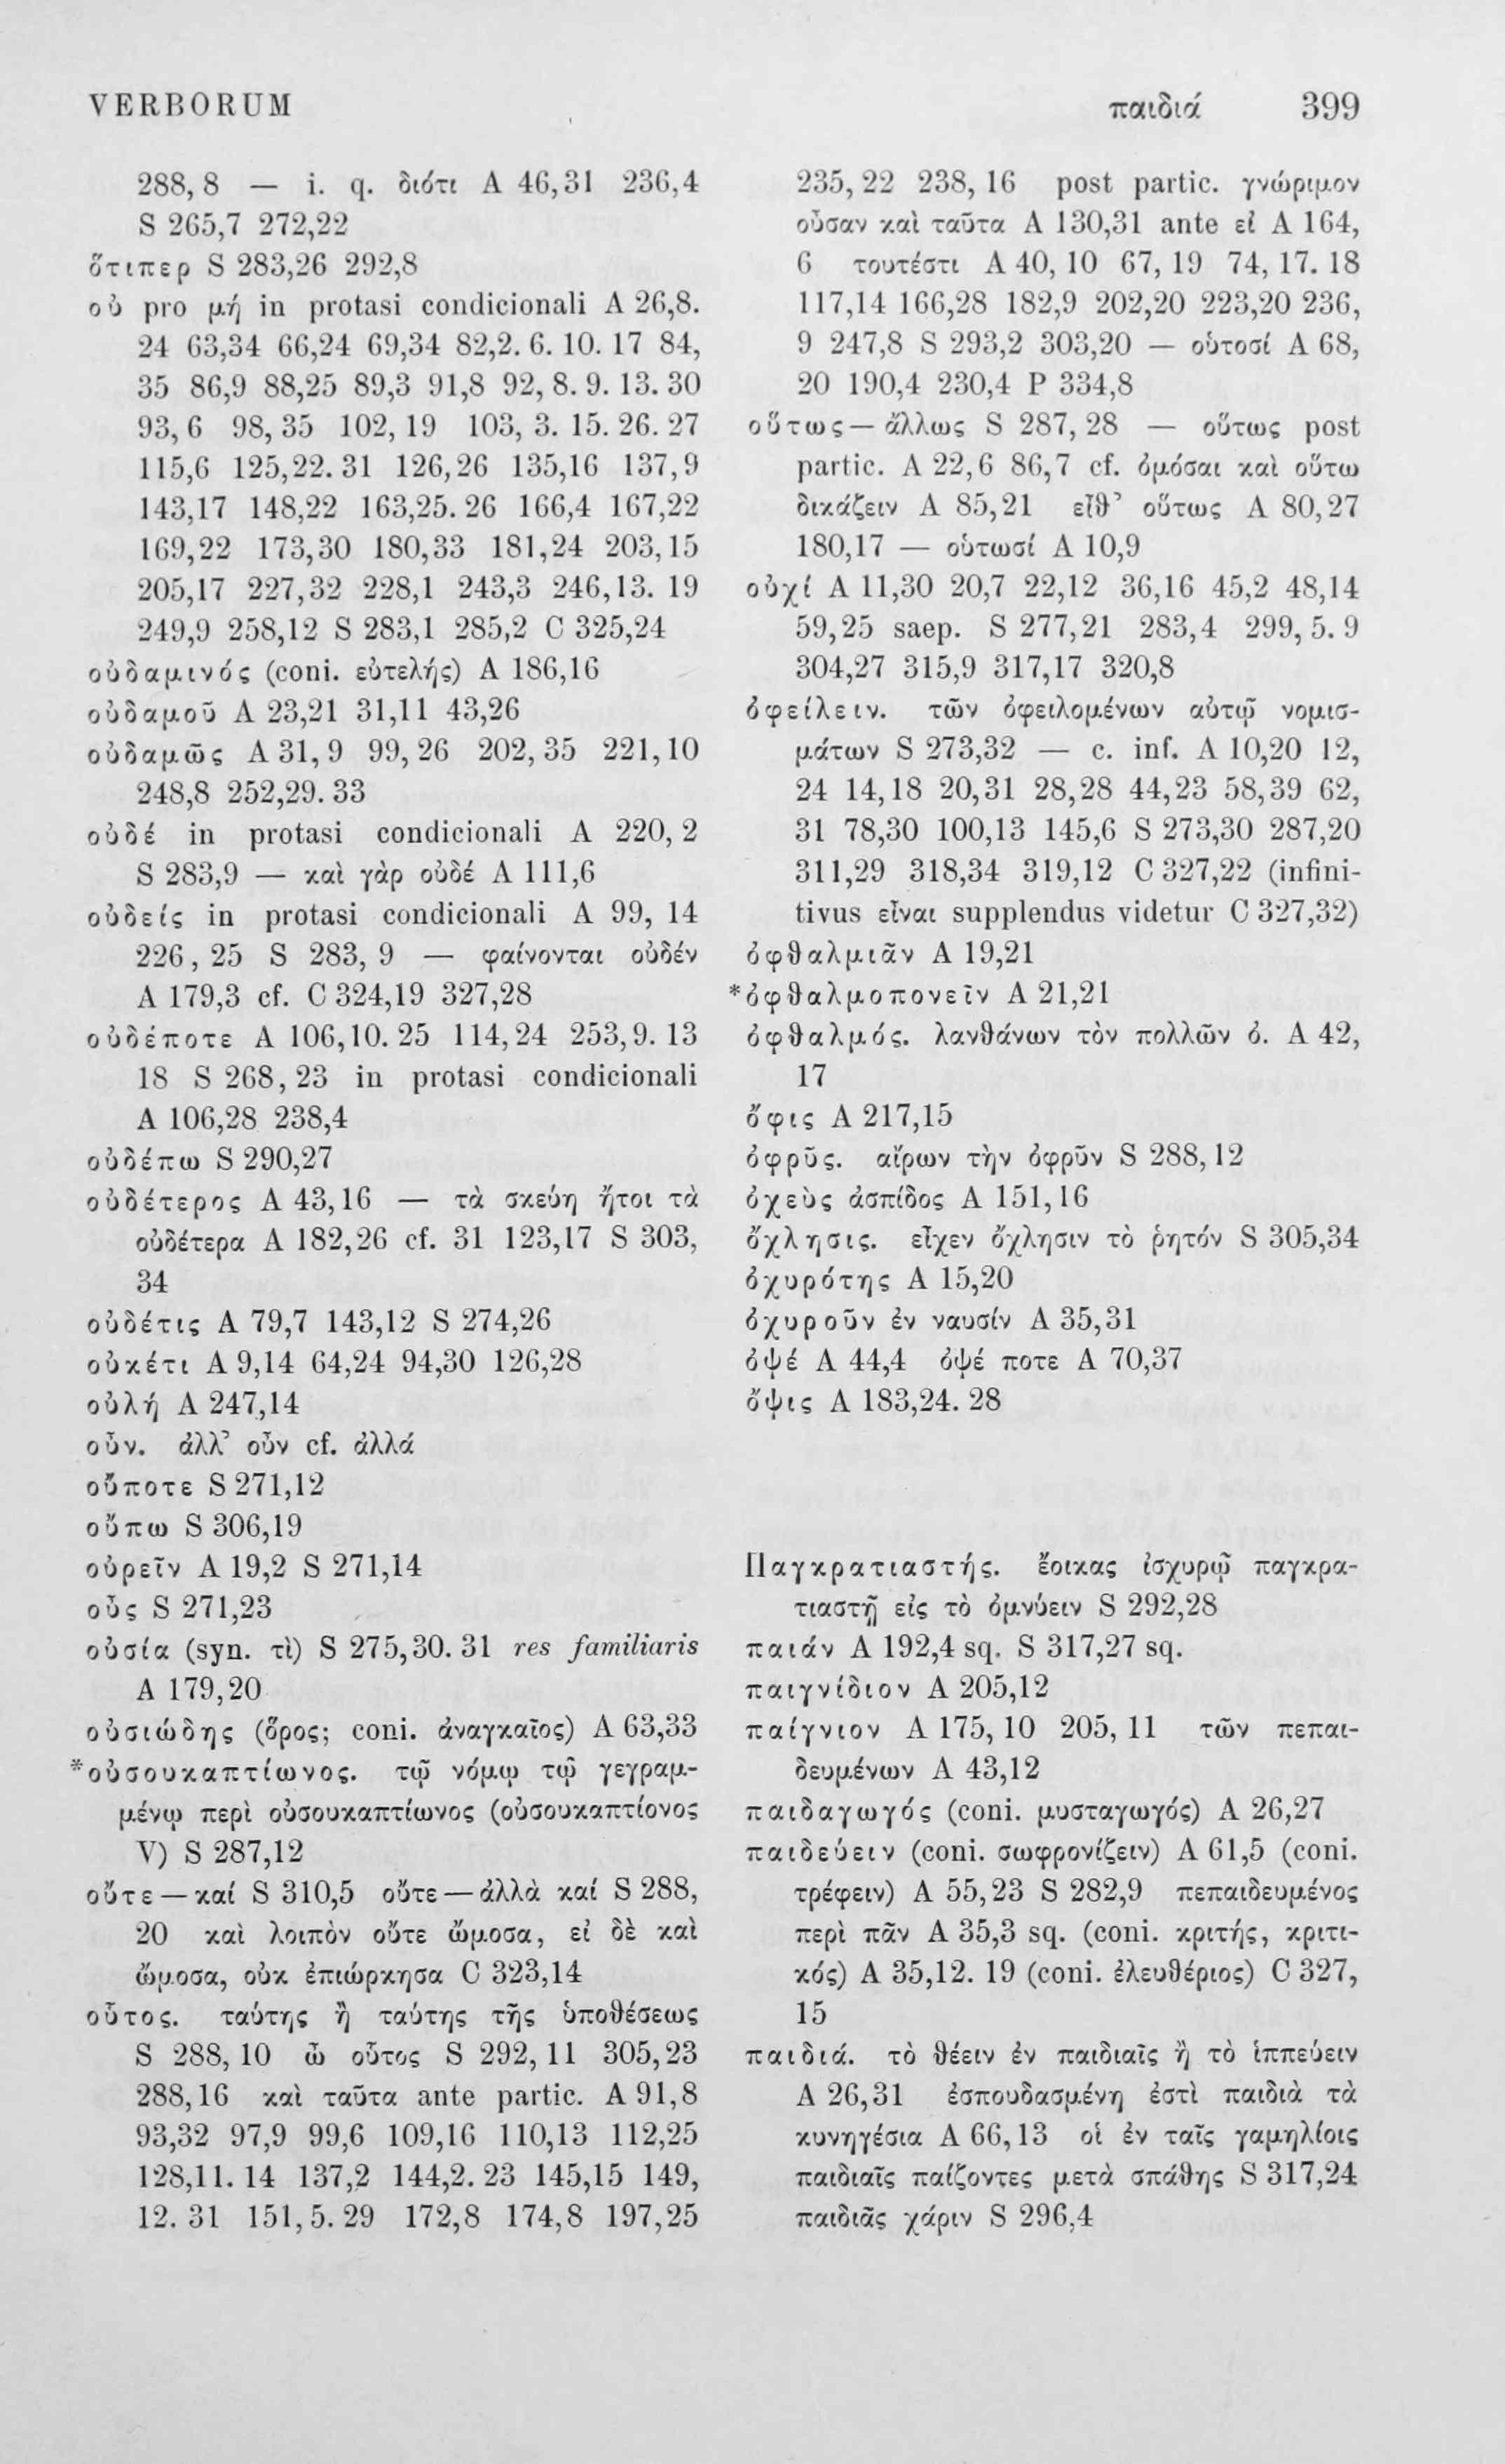 VERBORUM παιδιά 399
288, 8 — i. q. διότι A 46,31 236,4
S 265,7 272,22
ὅτιπερ S 283,26 292,8
οὐ pro μή in protasi condicionali A 26,8.
24 63,34 66,24 69,34 82,2. 6. 10. 17 84,
35 86,9 88,25 89,3 91,8 92, 8. 9. 13. 30
93, 6 98, 35 102, 19 103, 3. 15. 26. 27
115,6 125,22. 31 126,26 135,16 137,9
143,17 148,22 163,25. 26 166,4 167,22
169,22 173,30 180,33 181,24 203,15
205,17 227,32 228,1 243,3 246,13. 19
249,9 258,12 S 283,1 285,2 C 325,24
οὐδαμινός (coni. εὐτελής) A 186,16
οὐδαμοῦ A 23,21 31,11 43,26
οὐδαμῶς A 31, 9 99, 26 202, 35 221, 10
248,8 252,29. 33
οὐδέ in protasi condicionali A 220, 2
S 283,9 — καὶ γὰρ οὐδέ A 111,6
οὐδείς in protasi condicionali A 99, 14
226, 25 S 283, 9 — φαίνονται οὐδέν
A 179,3 cf. C 324,19 327,28
οὐδέποτε A 106,10. 25 114,24 253,9. 13
18 S 268, 23 in protasi condicionali
A 106,28 238,4
οὐδέπω S 290,27
οὐδέτερος A 43,16 — τὰ σκεύη ἤτοι τὰ
οὐδέτερα A 182,26 cf. 31 123,17 S 303,
34
οὐδέτις A 79,7 143,12 S 274,26
οὐκέτι A 9,14 64,24 94,30 126,28
οὐλή A 247,14
οὖν. ἀλλ’ οὖν cf. ἀλλά
οὔποτε S 271,12
οὔπω S 306,19
οὐρεῖν A 19,2 S 271,14
οὖς S 271,23
οὐσία (syn. τὶ) S 275,30. 31 res familiaris
A 179,20
οὐσιώδης (ὅρος; coni. ἀναγκαῖος) A 63,33
*οὐσουκαπτίωνος. τῷ νόμῳ τῷ γεγραμ-
μένῳ περὶ οὐσουκαπτίωνος (οὐσουκαπτίονος
V) S 287,12
οὔτε — καί S 310,5 οὔτε — ἀλλὰ καί S 288,
20 καὶ λοιπὸν οὔτε ὤμοσα, εἰ δὲ καὶ
ὤμοσα, οὐκ ἐπιώρκησα C 323,14
οὗτος. ταύτης ἢ ταύτης τῆς ὑποθέσεως
S 288, 10 ὦ οὗτος S 292, 11 305, 23
288,16 καὶ ταῦτα ante partic. A 91,8
93,32 97,9 99,6 109,16 110,13 112,25
128,11. 14 137,2 144,2. 23 145,15 149,
12. 31 151, 5. 29 172,8 174,8 197,25
235, 22 238, 16 post partic. γνώριμον
οὖσαν καὶ ταῦτα A 130,31 ante εἰ A 164,
6 τουτέστι A 40, 10 67, 19 74, 17. 18
117,14 166,28 182,9 202,20 223,20 236,
9 247,8 S 293,2 303,20 — οὑτοσί A 68,
20 190,4 230,4 P 334,8
οὕτως — ἄλλως S 287, 28 — οὕτως post
partic. A 22,6 86,7 cf. ὀμόσαι καὶ οὕτω
δικάζειν A 85,21 εἶθ’ οὕτως A 80,27
180,17 — οὑτωσί A 10,9
οὐχί A 11,30 20,7 22,12 36,16 45,2 48,14
59,25 saep. S 277,21 283,4 299, 5. 9
304,27 315,9 317,17 320,8
ὀφείλειν. τῶν ὀφειλομένων αὐτῷ νομισ-
μάτων S 273,32 — c. inf. A 10,20 12,
24 14,18 20,31 28,28 44,23 58,39 62,
31 78,30 100,13 145,6 S 273,30 287,20
311,29 318,34 319,12 C 327,22 (infini-
tivus εἶναι supplendus videtur C 327,32)
ὀφθαλμιᾶν A 19,21
*ὀφθαλμοπονεῖν A 21,21
ὀφθαλμός. λανθάνων τὸν πολλῶν ὀ. A 42,
17
ὄφις A 217,15
ὀφρῦς. αἴρων τὴν ὀφρῦν S 288, 12
ὀχεὺς ἀσπίδος A 151, 16
ὄχλησις. εἶχεν ὄχλησιν τὸ ῥητόν S 305,34
ὀχυρότης A 15,20
ὀχυροῦν ἐν ναυσίν A 35,31
ὀψέ A 44,4 ὀψέ ποτε A 70,37
ὄψις A 183,24. 28
Παγκρατιαστής. ἔοικας ἰσχυρῷ παγκρα-
τιαστῇ εἰς τὸ ὀμνύειν S 292,28
παιάν A 192,4 sq. S 317,27 sq.
παιγνίδιον A 205,12
παίγνιον A 175, 10 205, 11 τῶν πεπαι-
δευμένων A 43,12
παιδαγωγός (coni. μυσταγωγός) A 26,27
παιδεύειν (coni. σωφρονίζειν) A 61,5 (coni.
τρέφειν) A 55, 23 S 282,9 πεπαιδευμένος
περὶ πᾶν A 35,3 sq. (coni. κριτής, κριτι-
κός) A 35,12. 19 (coni. ἐλευθέριος) C 327,
15
παιδιά. τὸ θέειν ἐν παιδιαῖς ἢ τὸ ἱππεύειν
A 26,31 ἐσπουδασμένη ἐστὶ παιδιὰ τὰ
κυνηγέσια A 66,13 οἱ ἐν ταῖς γαμηλίοις
παιδιαῖς παίζοντες μετὰ σπάθης S 317,24
παιδιᾶς χάριν S 296,4